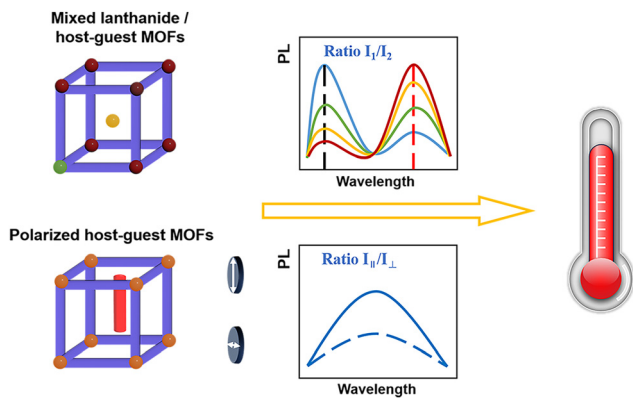 Mixed lanthanide /
host-guest MOFs
PL
Ratio I₁/I₂
Wavelength
Polarized host-guest MOFs
PL
Ratio I∥/I⊥
Wavelength